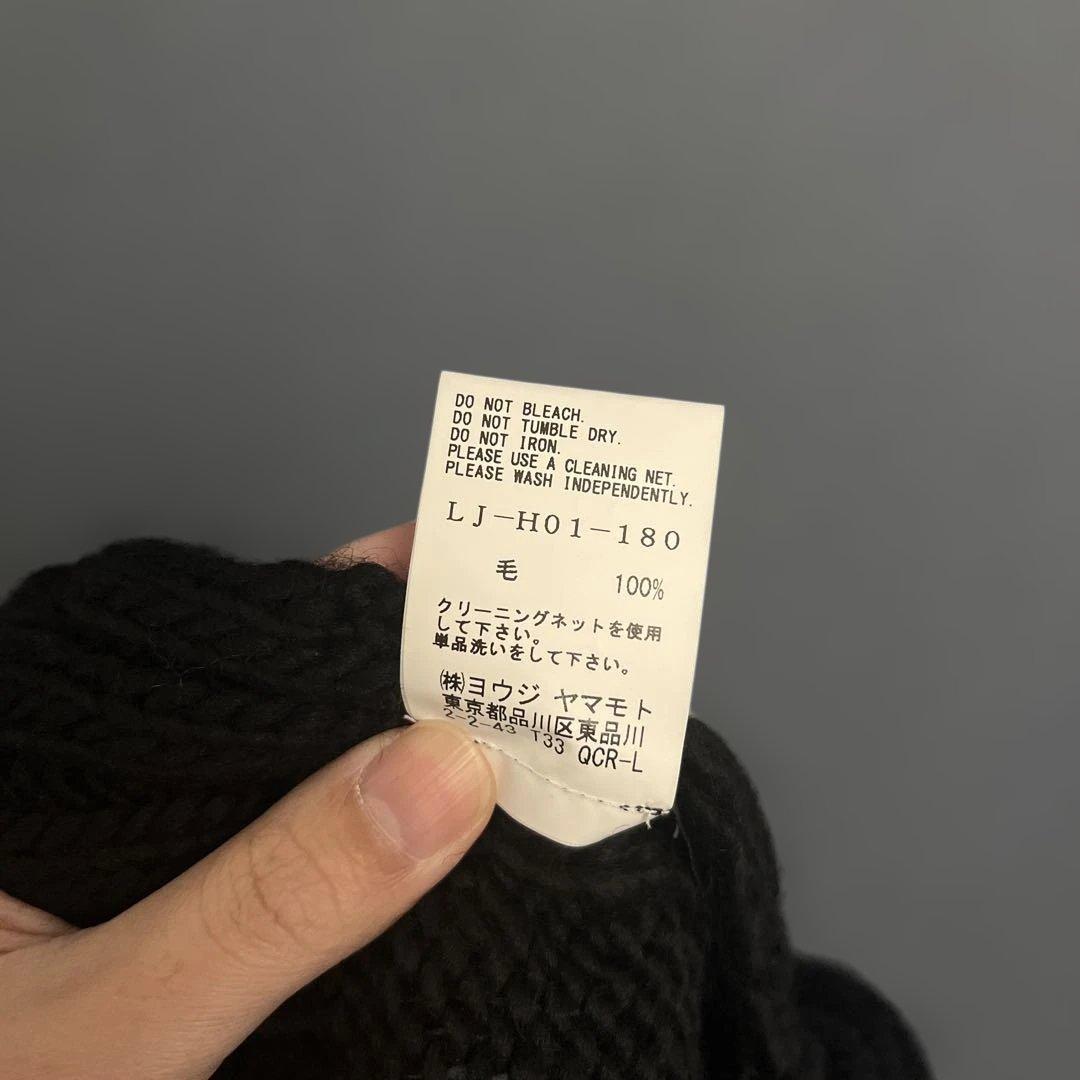 DO NOT BLEACH.
DO NOT TUMBLE DRY.
DO NOT IRON.
PLEASE USE A CLEANING NET.
PLEASE WASH INDEPENDENTLY.
LJ-H01-180
毛 100%
クリーニングネットを使用
して下さい。
単品洗いをして下さい。
㈱ヨウジ ヤマモト
東京都品川区東品川
2-2-43 T33 QCR-L